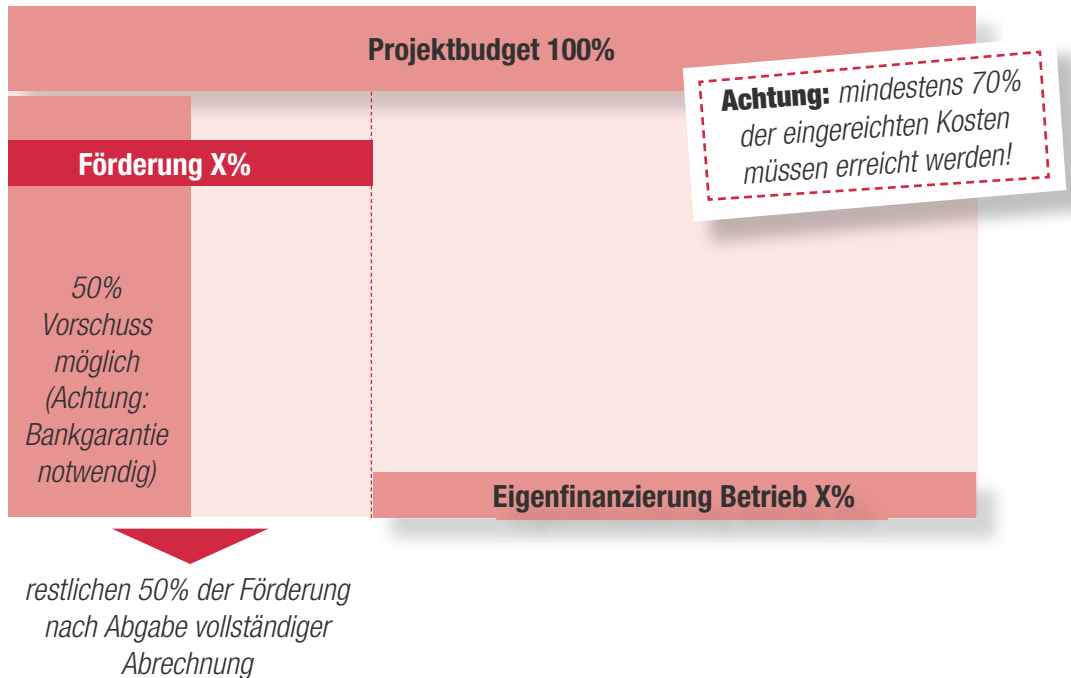 Projektbudget 100%
Achtung: mindestens 70%
der eingereichten Kosten
müssen erreicht werden!
Förderung X%
50%
Vorschuss
möglich
(Achtung:
Bankgarantie
notwendig)
Eigenfinanzierung Betrieb X%
restlichen 50% der Förderung
nach Abgabe vollständiger
Abrechnung